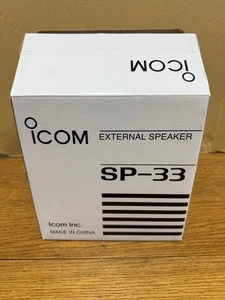 ICOM
ICOM
EXTERNAL SPEAKER
SP-33
Icom Inc.
MADE IN CHINA